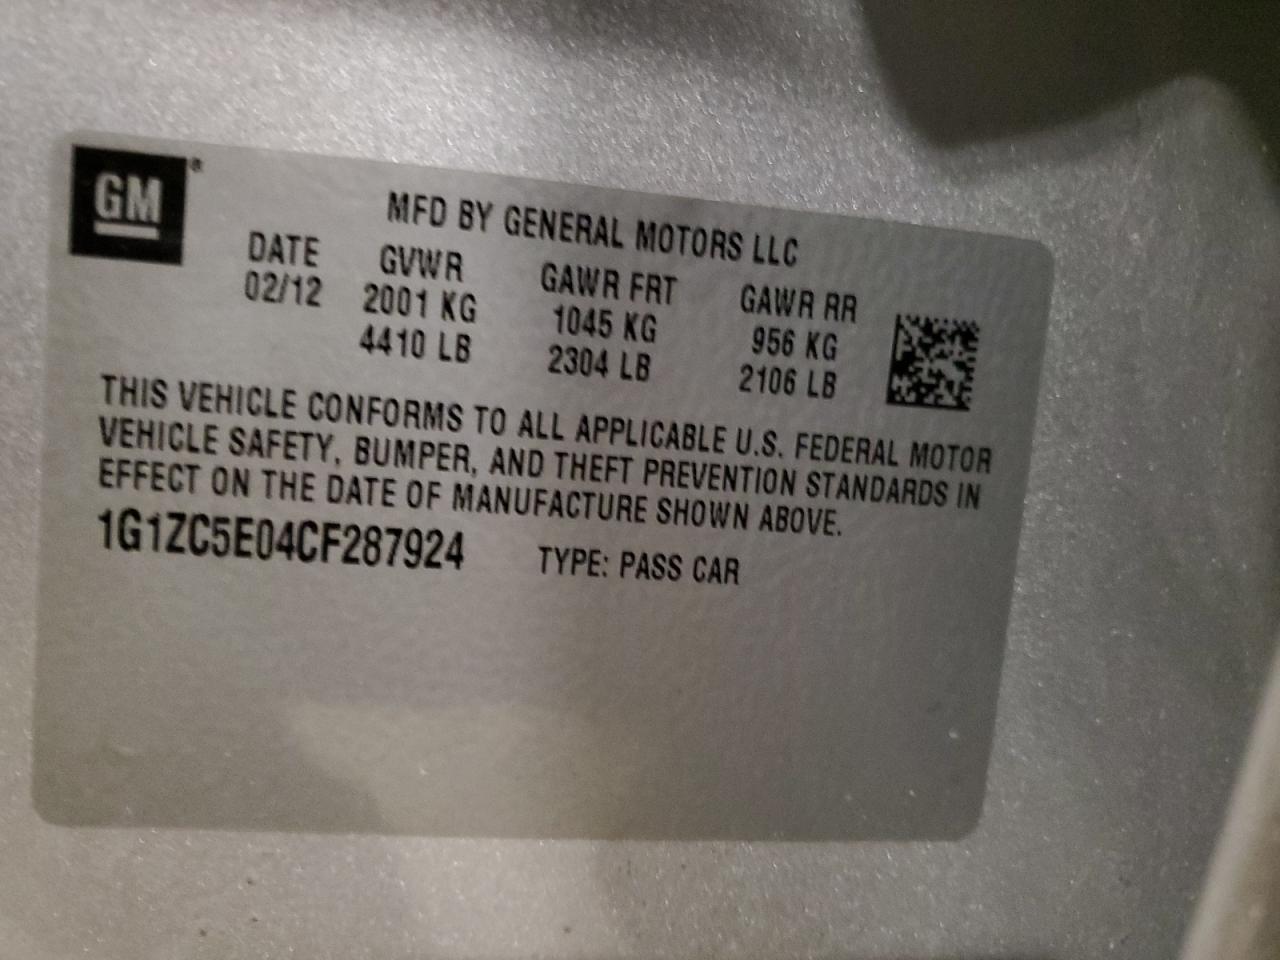 GM®
MFD BY GENERAL MOTORS LLC
DATE GVWR GAWR FRT GAWR RR
02/12 2001 KG 1045 KG 956 KG
4410 LB 2304 LB 2106 LB
THIS VEHICLE CONFORMS TO ALL APPLICABLE U.S. FEDERAL MOTOR
VEHICLE SAFETY, BUMPER, AND THEFT PREVENTION STANDARDS IN
EFFECT ON THE DATE OF MANUFACTURE SHOWN ABOVE.
1G1ZC5E04CF287924 TYPE: PASS CAR